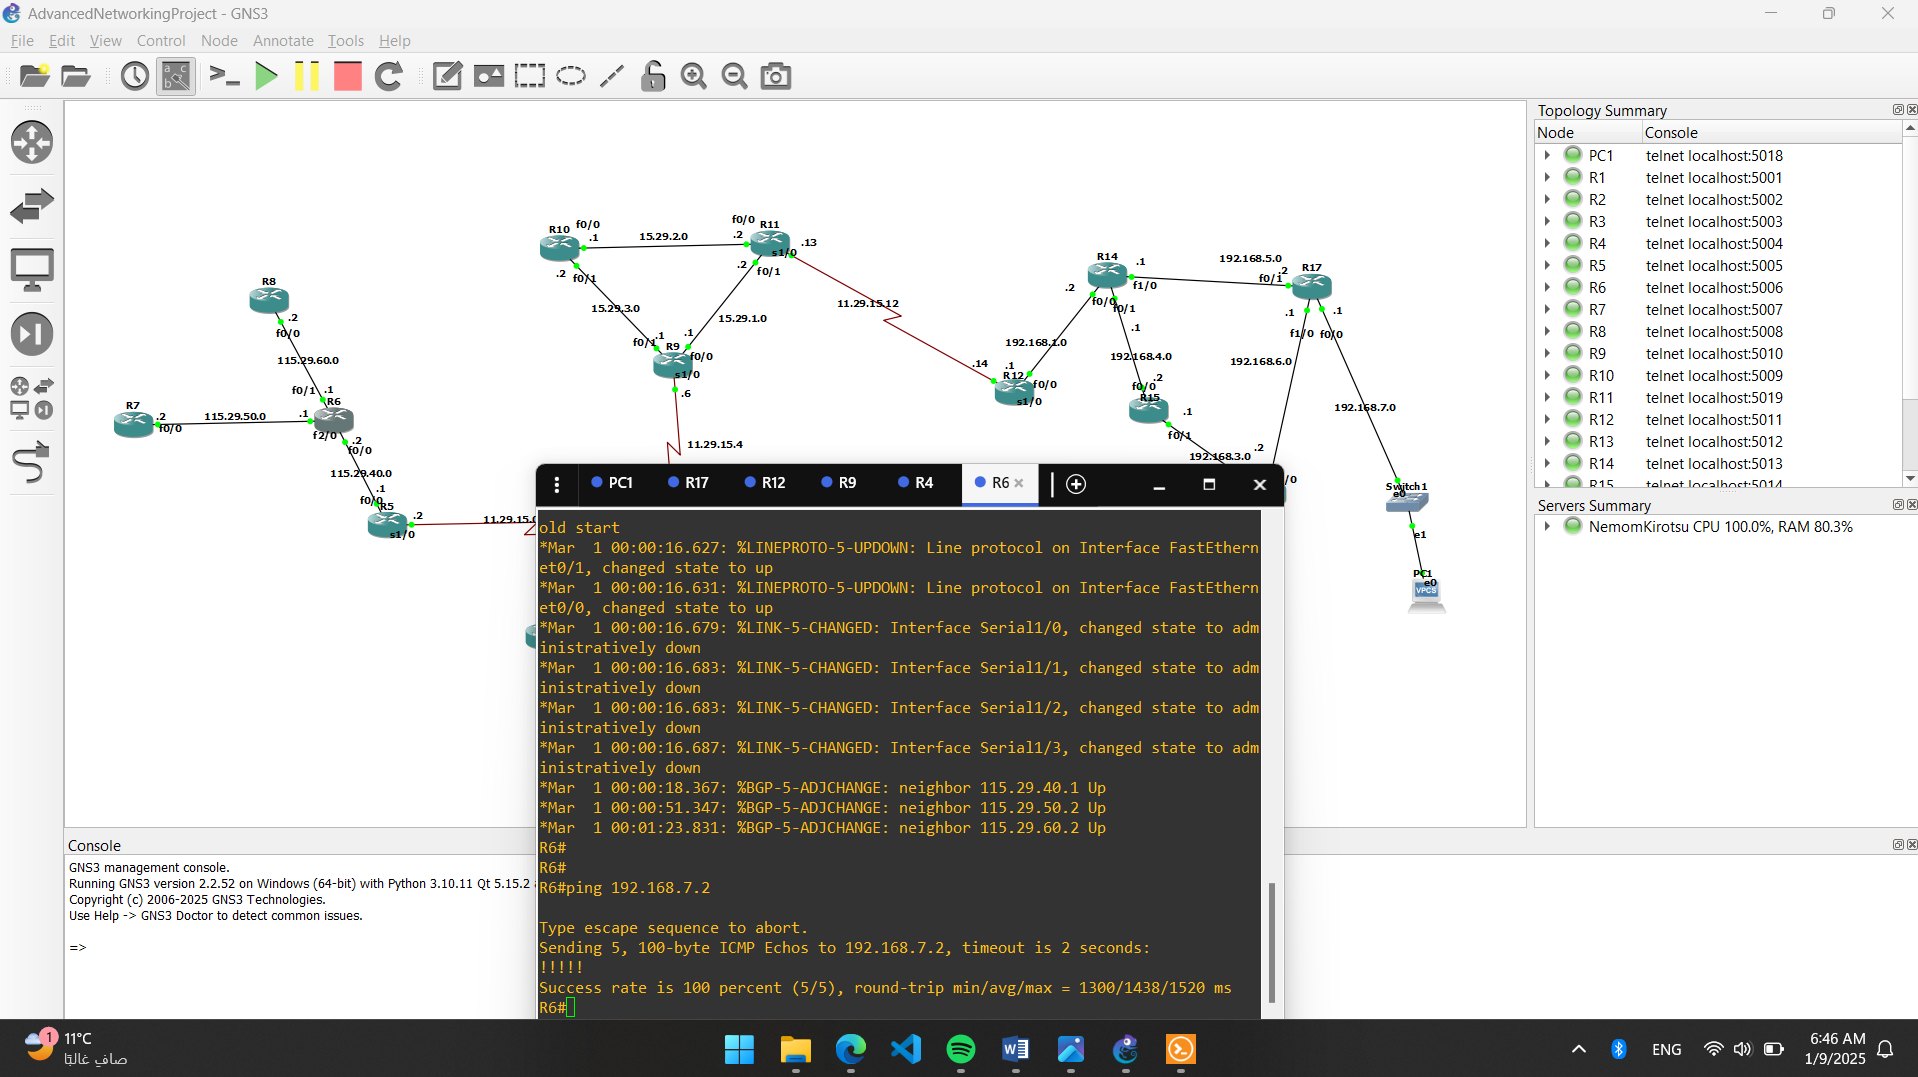 AdvancedNetworkingProject - GNS3
File Edit View Control Node Annotate Tools Help
R10 f0/0
.1
15.29.2.0
f0/0
.2
R11
s1/0
.13
.2
f0/1
.2
f0/1
15.29.3.0
15.29.1.0
f0/1
.1
R9
.1
f0/0
s1/0
.6
11.29.15.4
11.29.15.12
.14
.1
R12
f0/0
s1/0
192.168.1.0
.2
R14
.1
f1/0
f0/0
f0/1
.1
192.168.5.0
.2
f0/1
R17
.1
f1/0
.1
f0/0
192.168.4.0
.2
f0/0
R15
.1
f0/1
192.168.3.0
.2
/0
192.168.6.0
192.168.7.0
Switch1
e0
e1
PC1
e0
VPCS
R8
.2
f0/0
115.29.60.0
f0/1 .1
R6
R7
.2
f0/0
115.29.50.0
.1
f2/0
.2
f0/0
115.29.40.0
.1
f0/0
R5
s1/0
.2
11.29.15.
Topology Summary
Node Console
PC1 telnet localhost:5018
R1 telnet localhost:5001
R2 telnet localhost:5002
R3 telnet localhost:5003
R4 telnet localhost:5004
R5 telnet localhost:5005
R6 telnet localhost:5006
R7 telnet localhost:5007
R8 telnet localhost:5008
R9 telnet localhost:5010
R10 telnet localhost:5009
R11 telnet localhost:5019
R12 telnet localhost:5011
R13 telnet localhost:5012
R14 telnet localhost:5013
R15 telnet localhost:5014
Servers Summary
NemomKirotsu CPU 100.0%, RAM 80.3%
PC1 R17 R12 R9 R4 R6
old start
*Mar  1 00:00:16.627: %LINEPROTO-5-UPDOWN: Line protocol on Interface FastEthern
et0/1, changed state to up
*Mar  1 00:00:16.631: %LINEPROTO-5-UPDOWN: Line protocol on Interface FastEthern
et0/0, changed state to up
*Mar  1 00:00:16.679: %LINK-5-CHANGED: Interface Serial1/0, changed state to adm
inistratively down
*Mar  1 00:00:16.683: %LINK-5-CHANGED: Interface Serial1/1, changed state to adm
inistratively down
*Mar  1 00:00:16.683: %LINK-5-CHANGED: Interface Serial1/2, changed state to adm
inistratively down
*Mar  1 00:00:16.687: %LINK-5-CHANGED: Interface Serial1/3, changed state to adm
inistratively down
*Mar  1 00:00:18.367: %BGP-5-ADJCHANGE: neighbor 115.29.40.1 Up
*Mar  1 00:00:51.347: %BGP-5-ADJCHANGE: neighbor 115.29.50.2 Up
*Mar  1 00:01:23.831: %BGP-5-ADJCHANGE: neighbor 115.29.60.2 Up
R6#
R6#
R6#ping 192.168.7.2
Type escape sequence to abort.
Sending 5, 100-byte ICMP Echos to 192.168.7.2, timeout is 2 seconds:
!!!!!
Success rate is 100 percent (5/5), round-trip min/avg/max = 1300/1438/1520 ms
R6#
Console
GNS3 management console.
Running GNS3 version 2.2.52 on Windows (64-bit) with Python 3.10.11 Qt 5.15.2
Copyright (c) 2006-2025 GNS3 Technologies.
Use Help -> GNS3 Doctor to detect common issues.
=>
1
11°C
صافٍ غالبًا
ENG
6:46 AM
1/9/2025